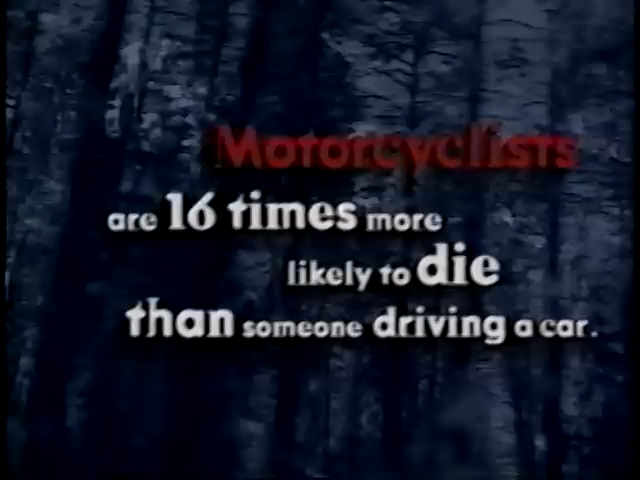 Motorcyclists
are 16 times more
likely to die
than someone driving a car.